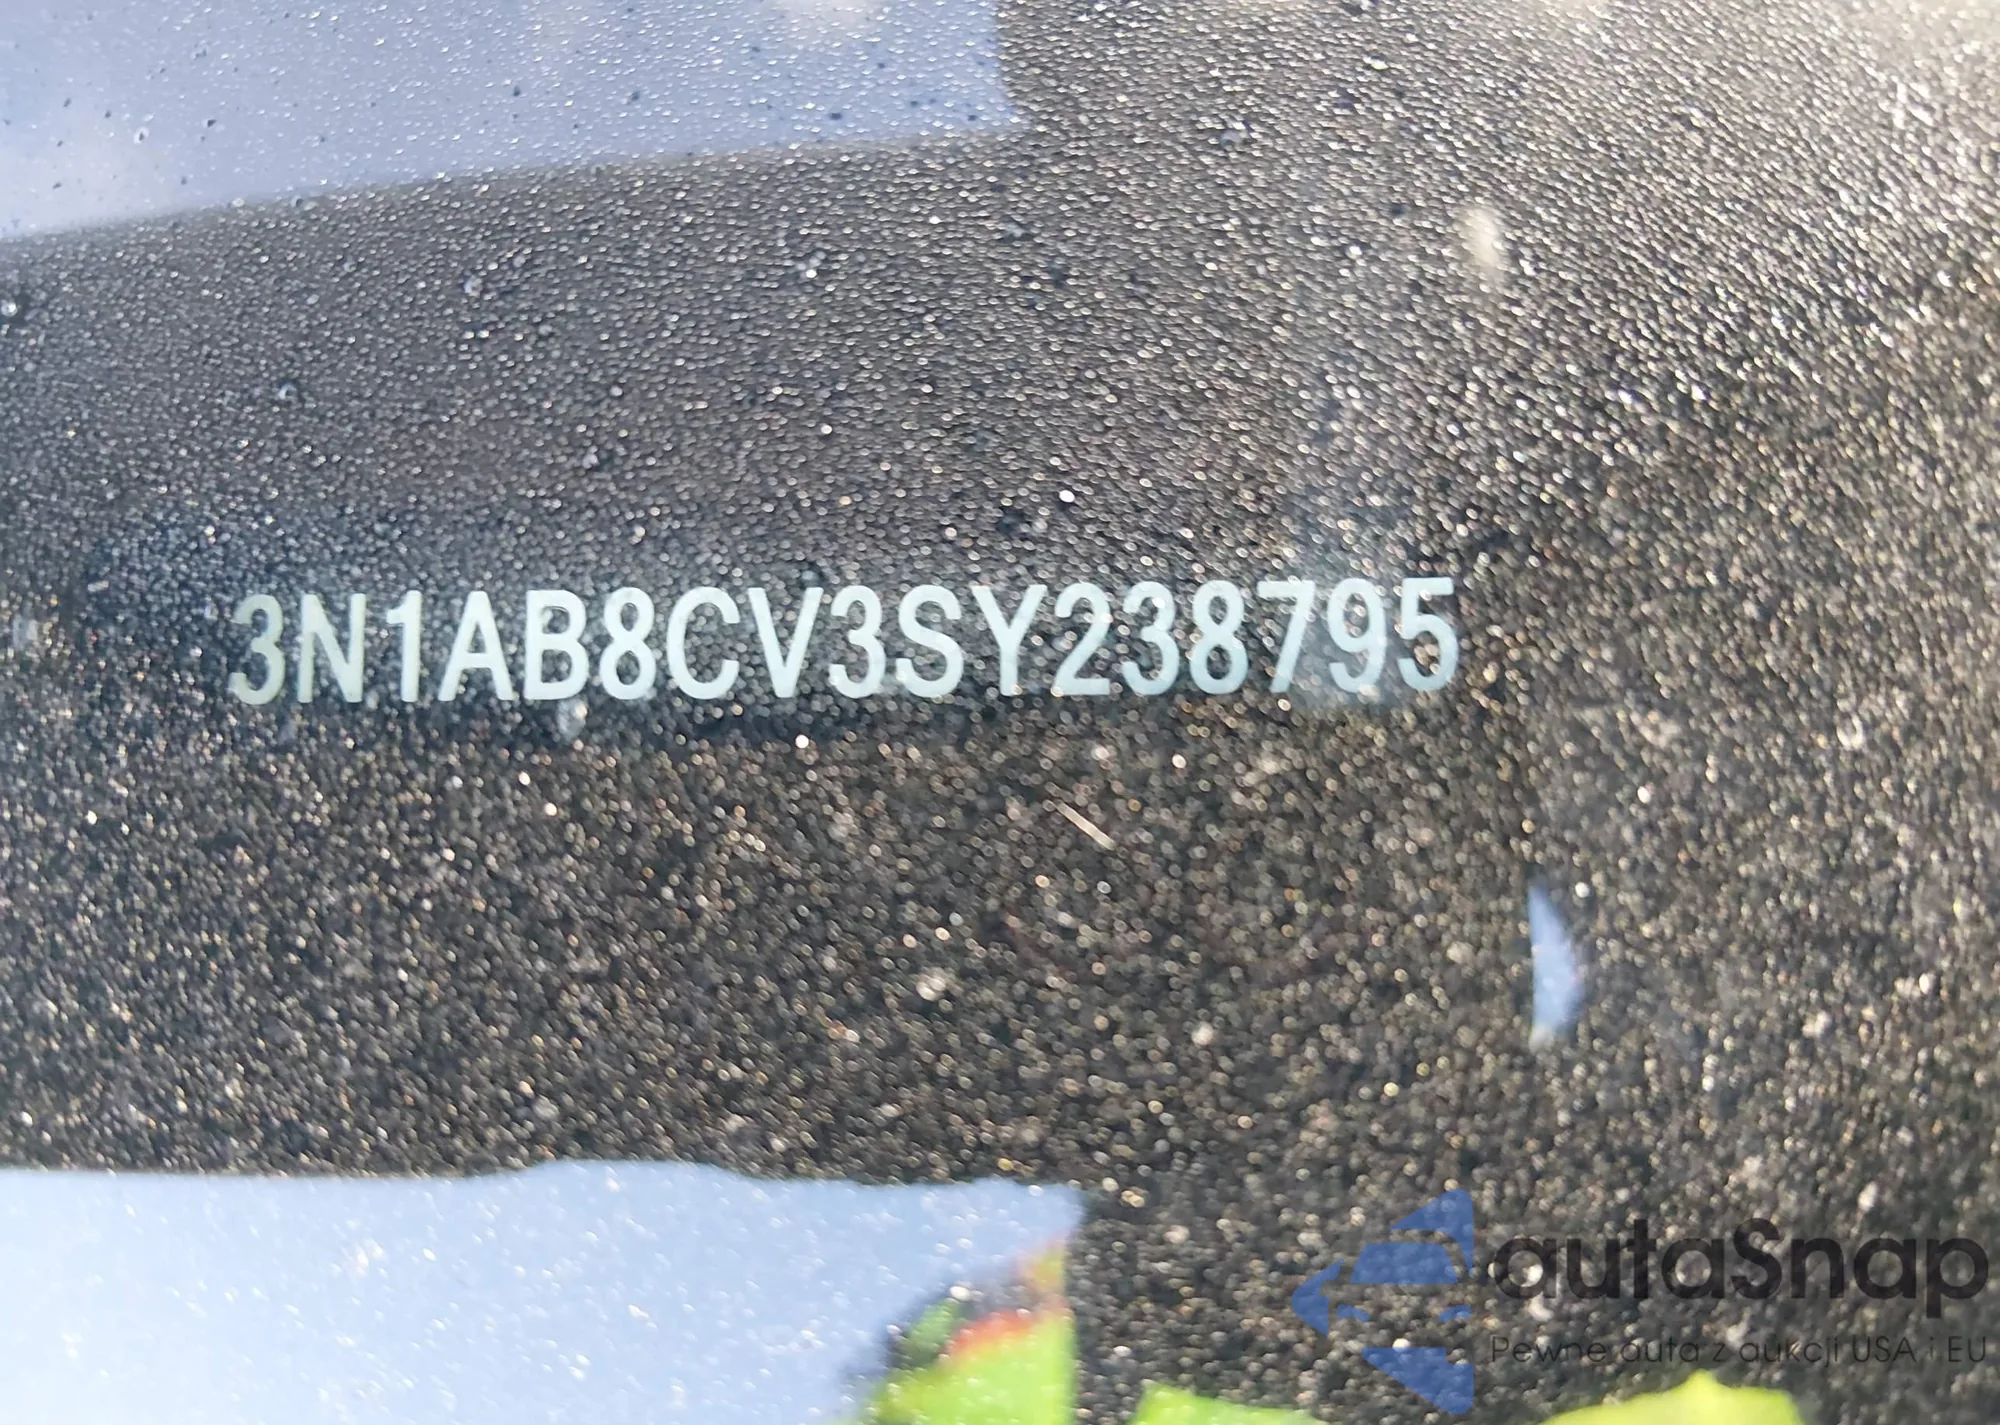 3N1AB8CV3SY238795
autaSnap
Pewne auta z aukcji USA i EU